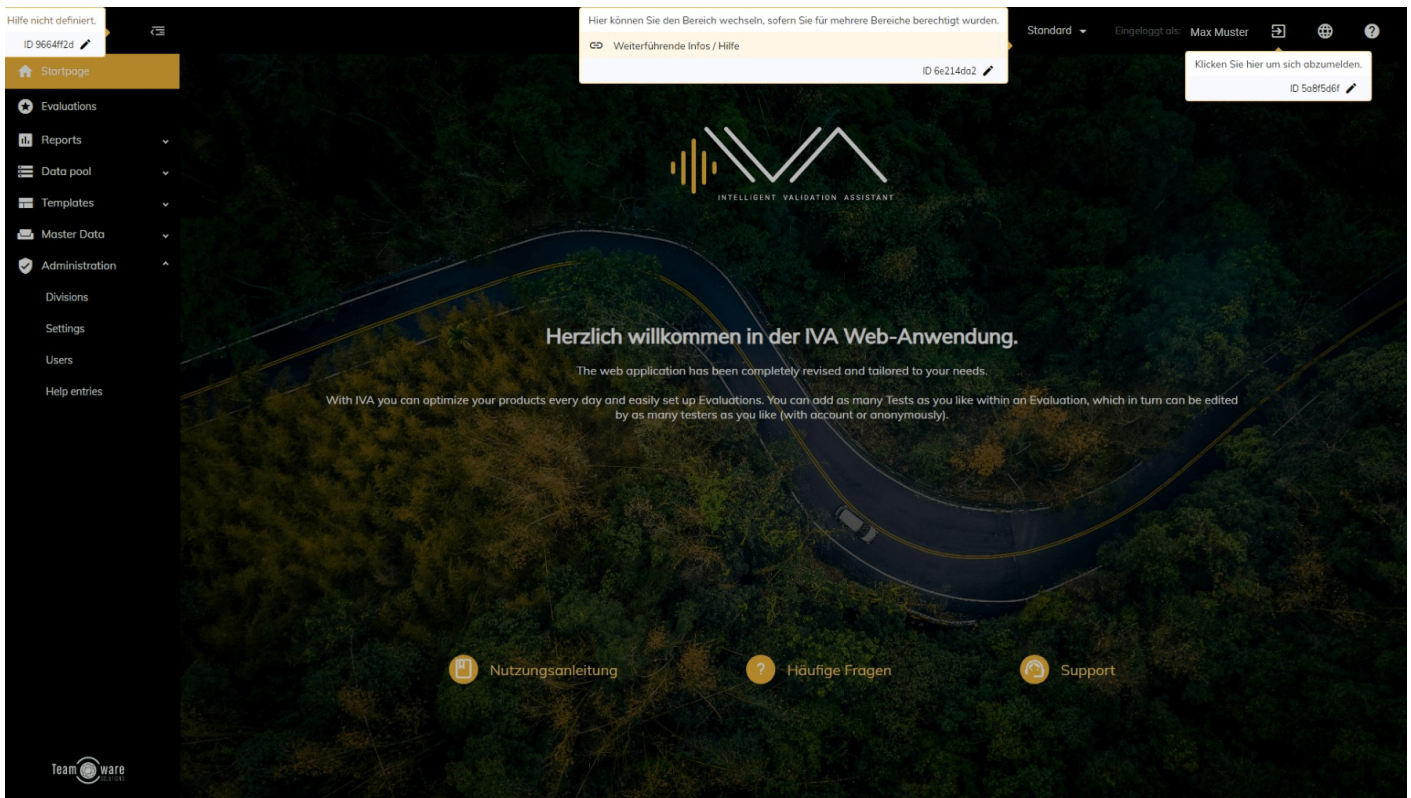 Hilfe nicht definiert.
ID 9664ff2d
Hier können Sie den Bereich wechseln, sofern Sie für mehrere Bereiche berechtigt wurden.
Weiterführende Infos / Hilfe
ID 6e214da2
Standard
Eingeloggt als: Max Muster
Klicken Sie hier um sich abzumelden.
ID 5a8f5d6f
Startpage
Evaluations
Reports
Data pool
Templates
Master Data
Administration
Divisions
Settings
Users
Help entries
IVA
INTELLIGENT VALIDATION ASSISTANT
Herzlich willkommen in der IVA Web-Anwendung.
The web application has been completely revised and tailored to your needs.
With IVA you can optimize your products every day and easily set up Evaluations. You can add as many Tests as you like within an Evaluation, which in turn can be edited
by as many testers as you like (with account or anonymously).
Nutzungsanleitung
? Häufige Fragen
Support
Team ware
SOLUTIONS